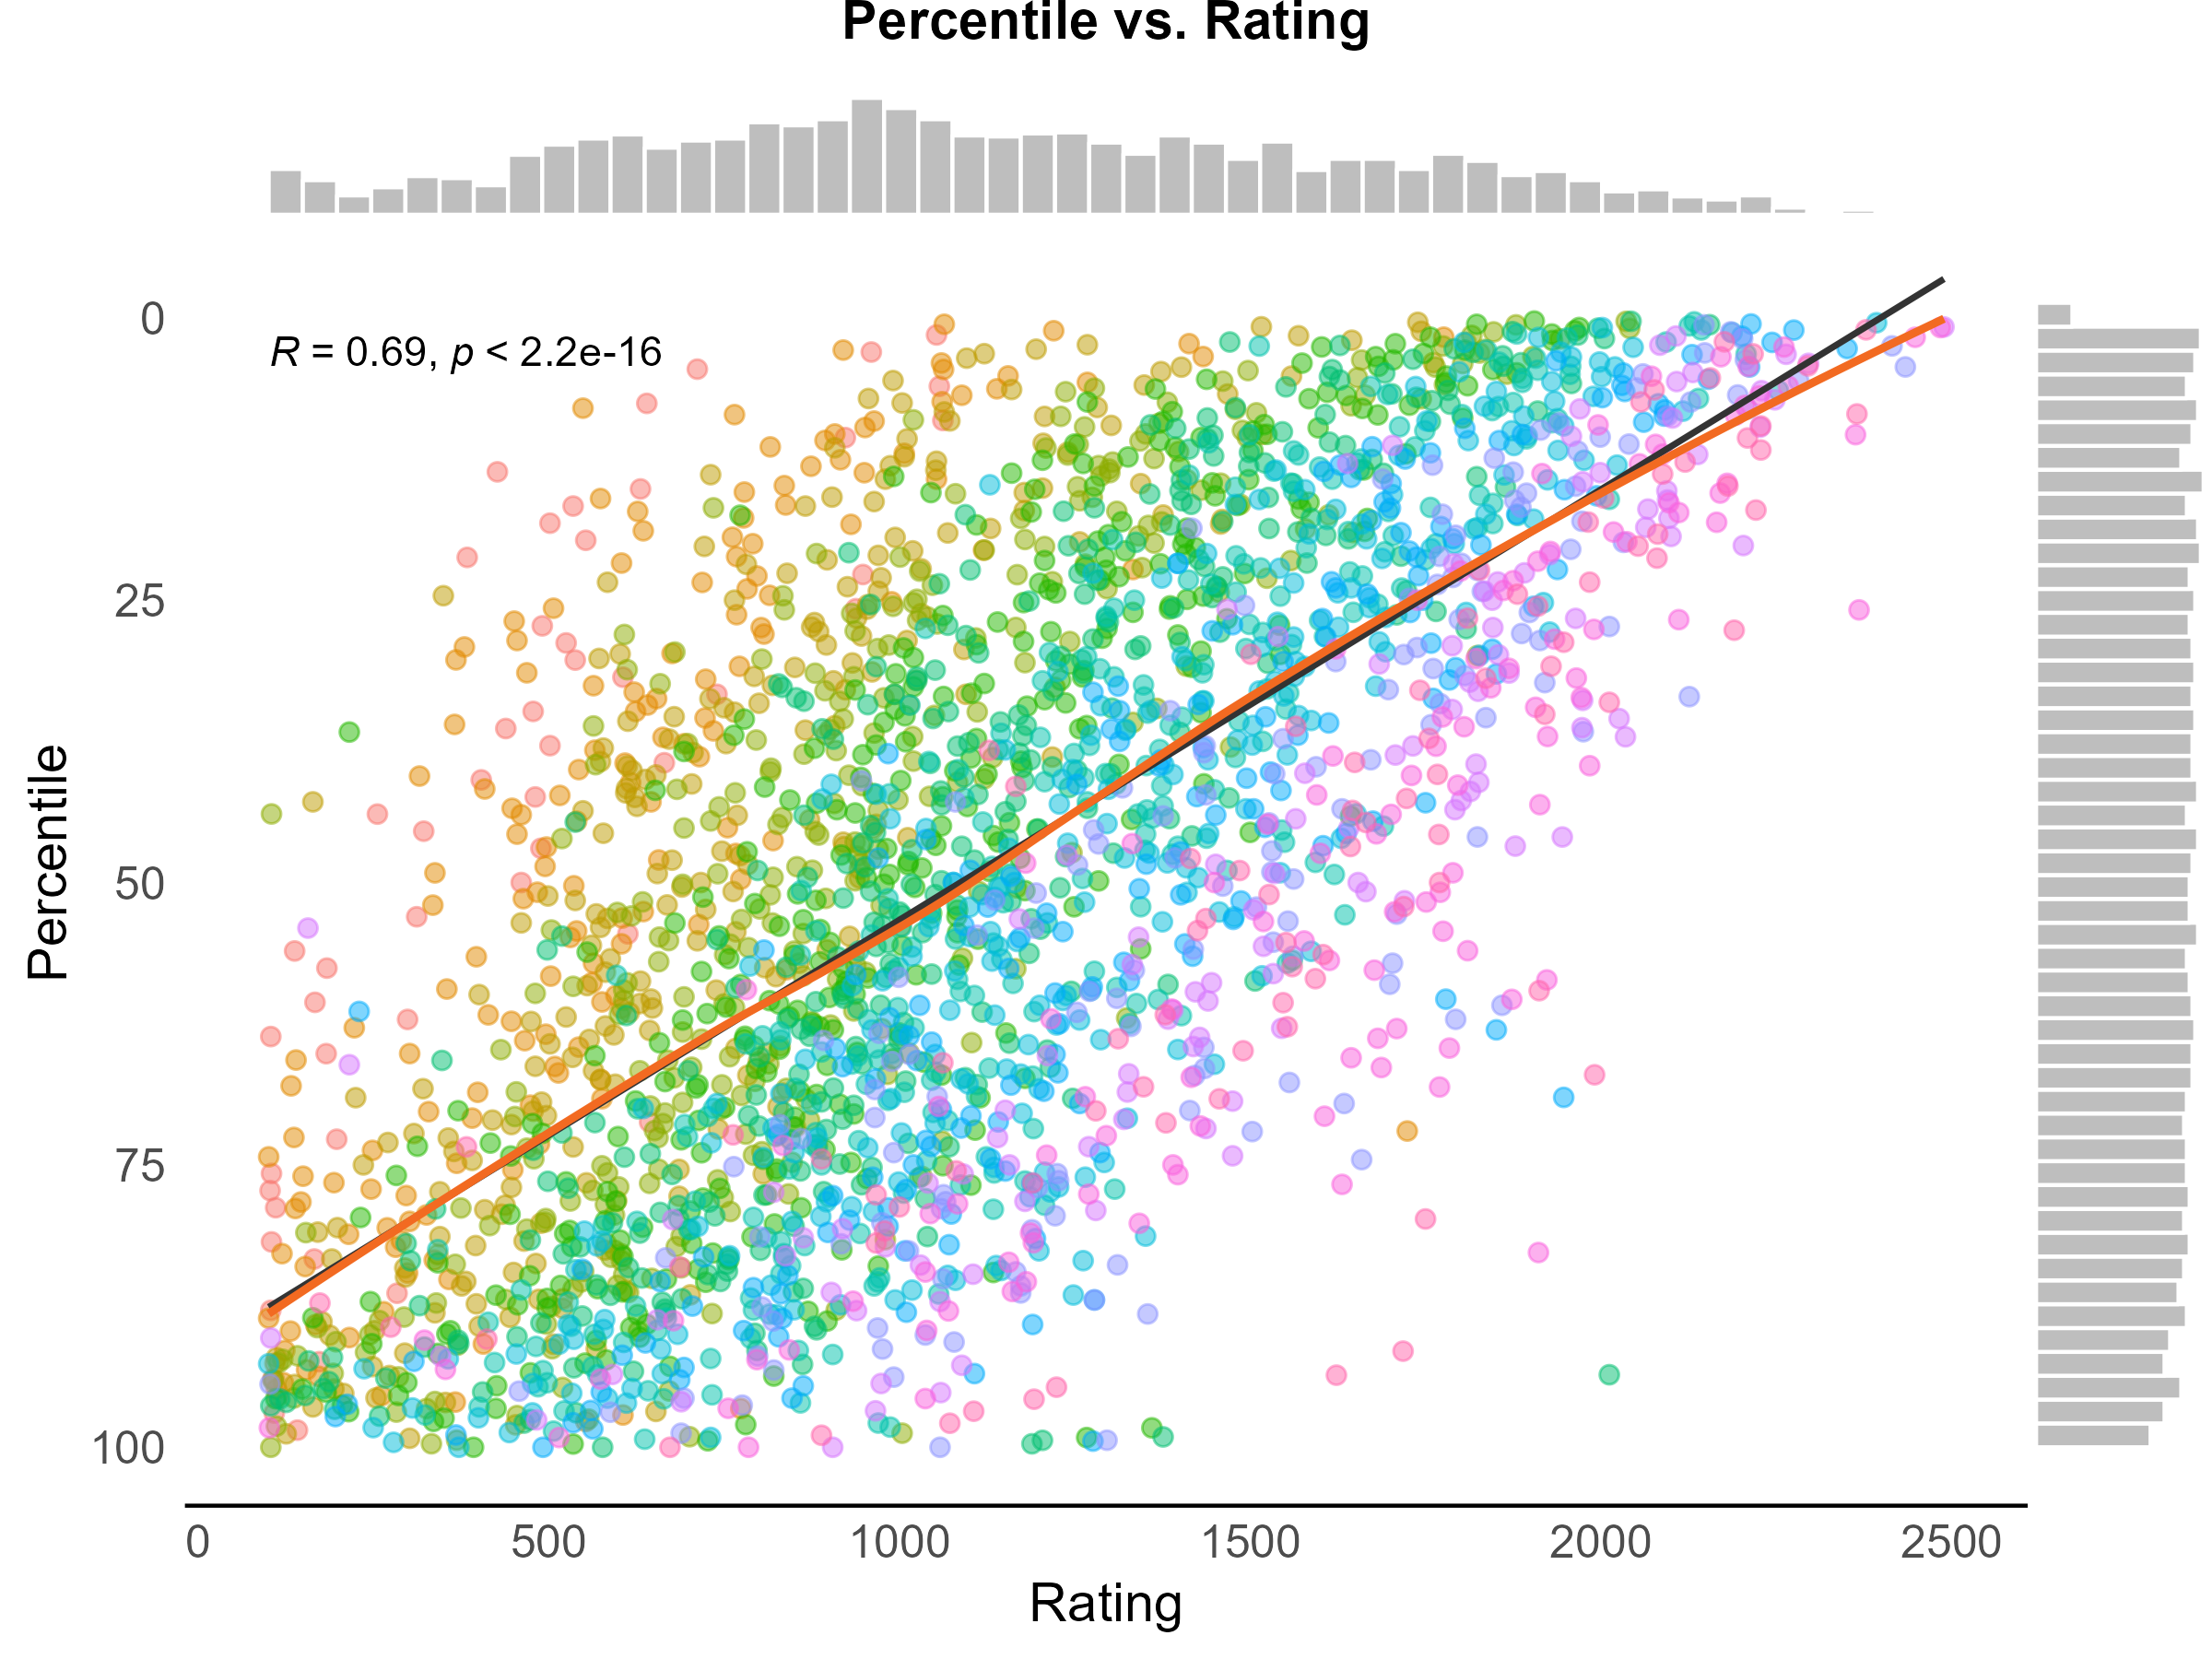 Percentile vs. Rating
R = 0.69, p < 2.2e-16
0
25
50
75
100
Percentile
0 500 1000 1500 2000 2500
Rating